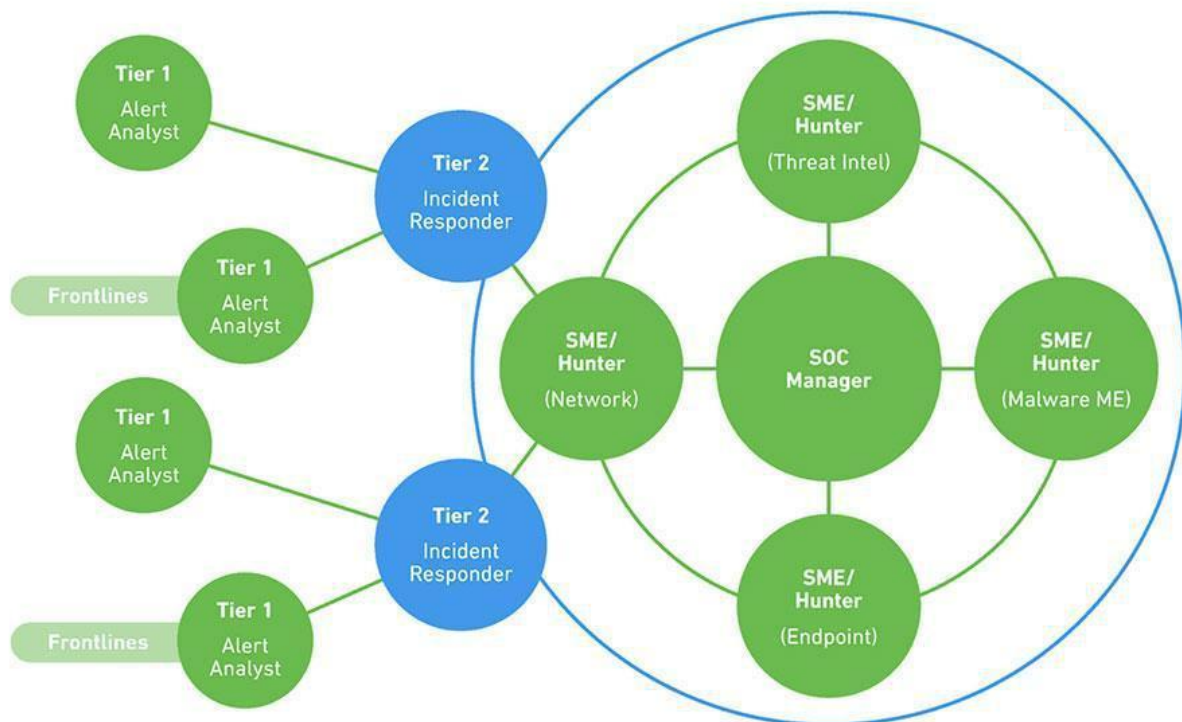 Tier 1
Alert
Analyst
Tier 2
Incident
Responder
Frontlines
Tier 1
Alert
Analyst
Tier 1
Alert
Analyst
Tier 2
Incident
Responder
Frontlines
Tier 1
Alert
Analyst
SME/
Hunter
(Threat Intel)
SME/
Hunter
(Network)
SOC
Manager
SME/
Hunter
(Malware ME)
SME/
Hunter
(Endpoint)